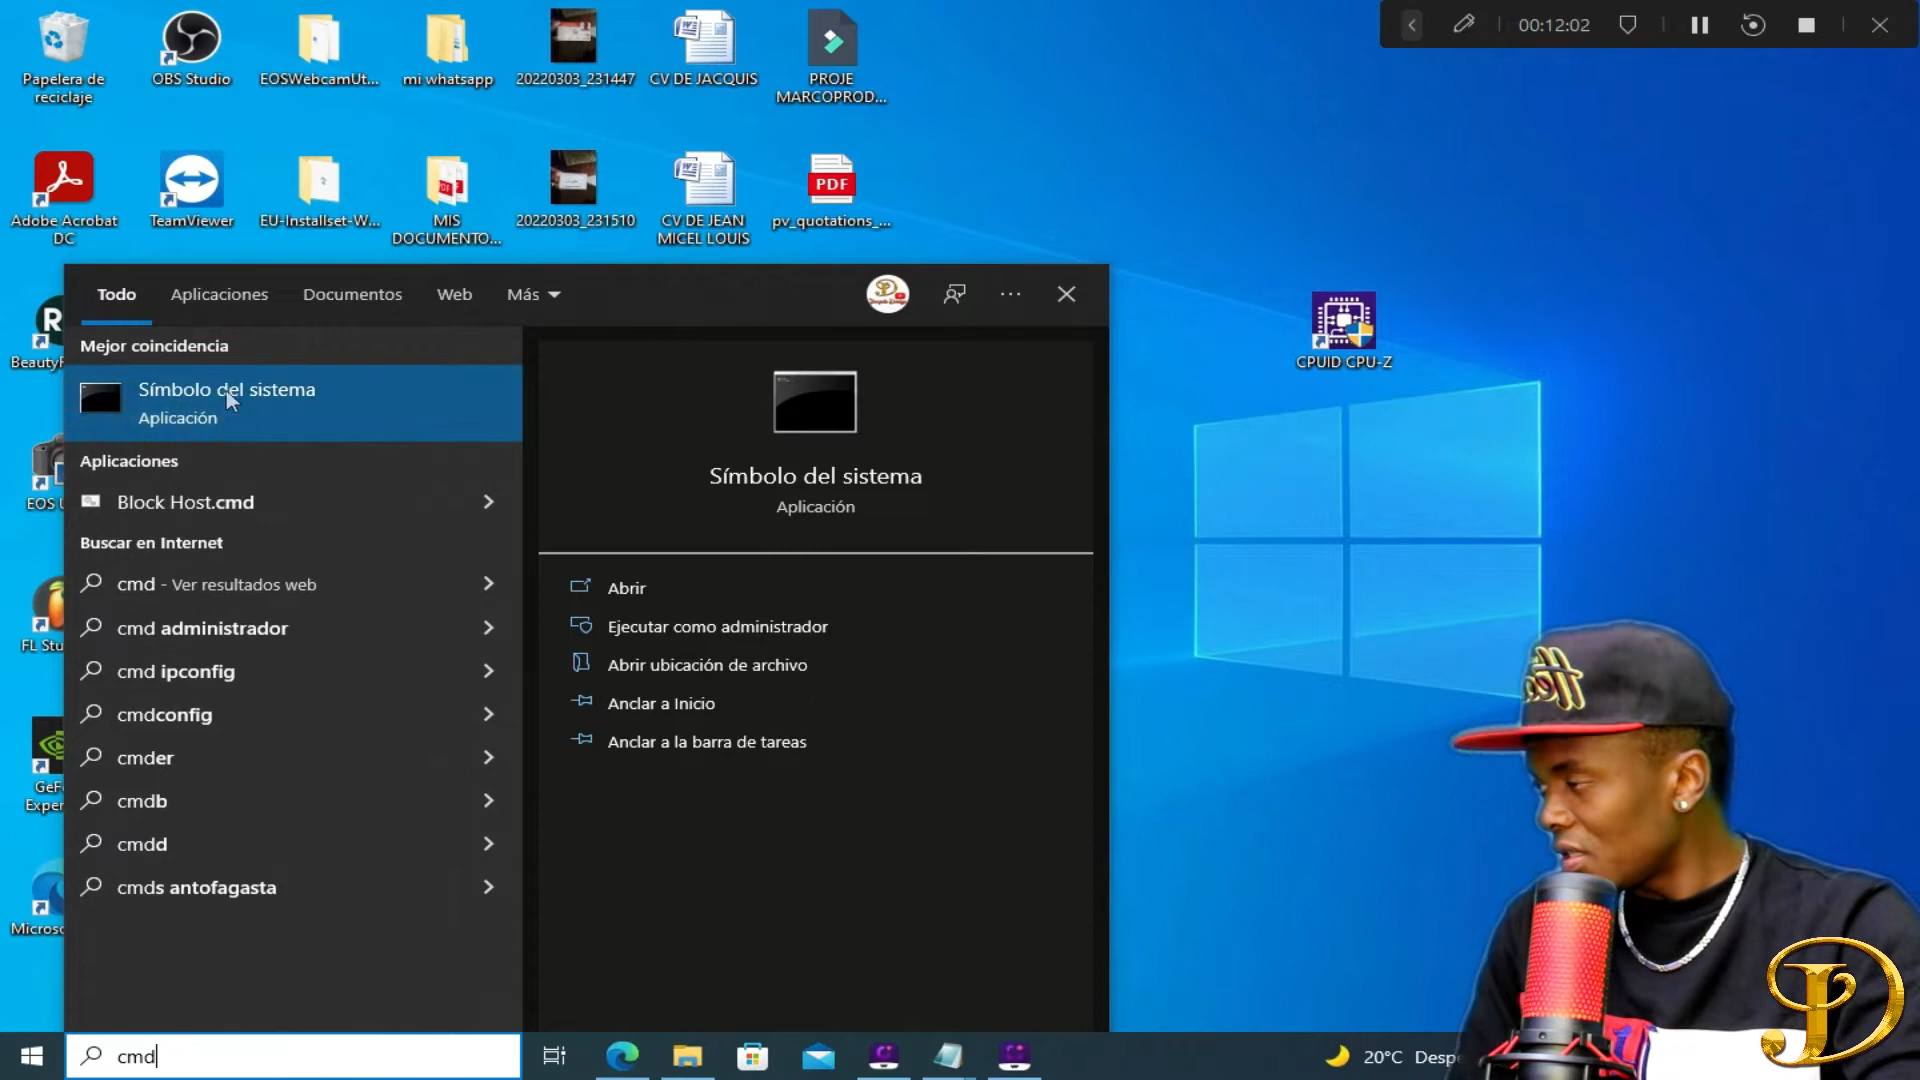 00:12:02
Papelera de
reciclaje
OBS Studio
EOSWebcamUt...
mi whatsapp
20220303_231447
CV DE JACQUIS
PROJE
MARCOPROD...
Adobe Acrobat
DC
TeamViewer
EU-Installset-W...
MIS
DOCUMENTO...
20220303_231510
CV DE JEAN
MICEL LOUIS
PDF
pv_quotations_...
Todo
Aplicaciones
Documentos
Web
Más
Mejor coincidencia
Símbolo del sistema
Aplicación
Aplicaciones
Block Host.cmd
Buscar en Internet
cmd - Ver resultados web
cmd administrador
cmd ipconfig
cmdconfig
cmder
cmdb
cmdd
cmds antofagasta
Símbolo del sistema
Aplicación
Abrir
Ejecutar como administrador
Abrir ubicación de archivo
Anclar a Inicio
Anclar a la barra de tareas
CPUID CPU-Z
cmd
20°C Despe